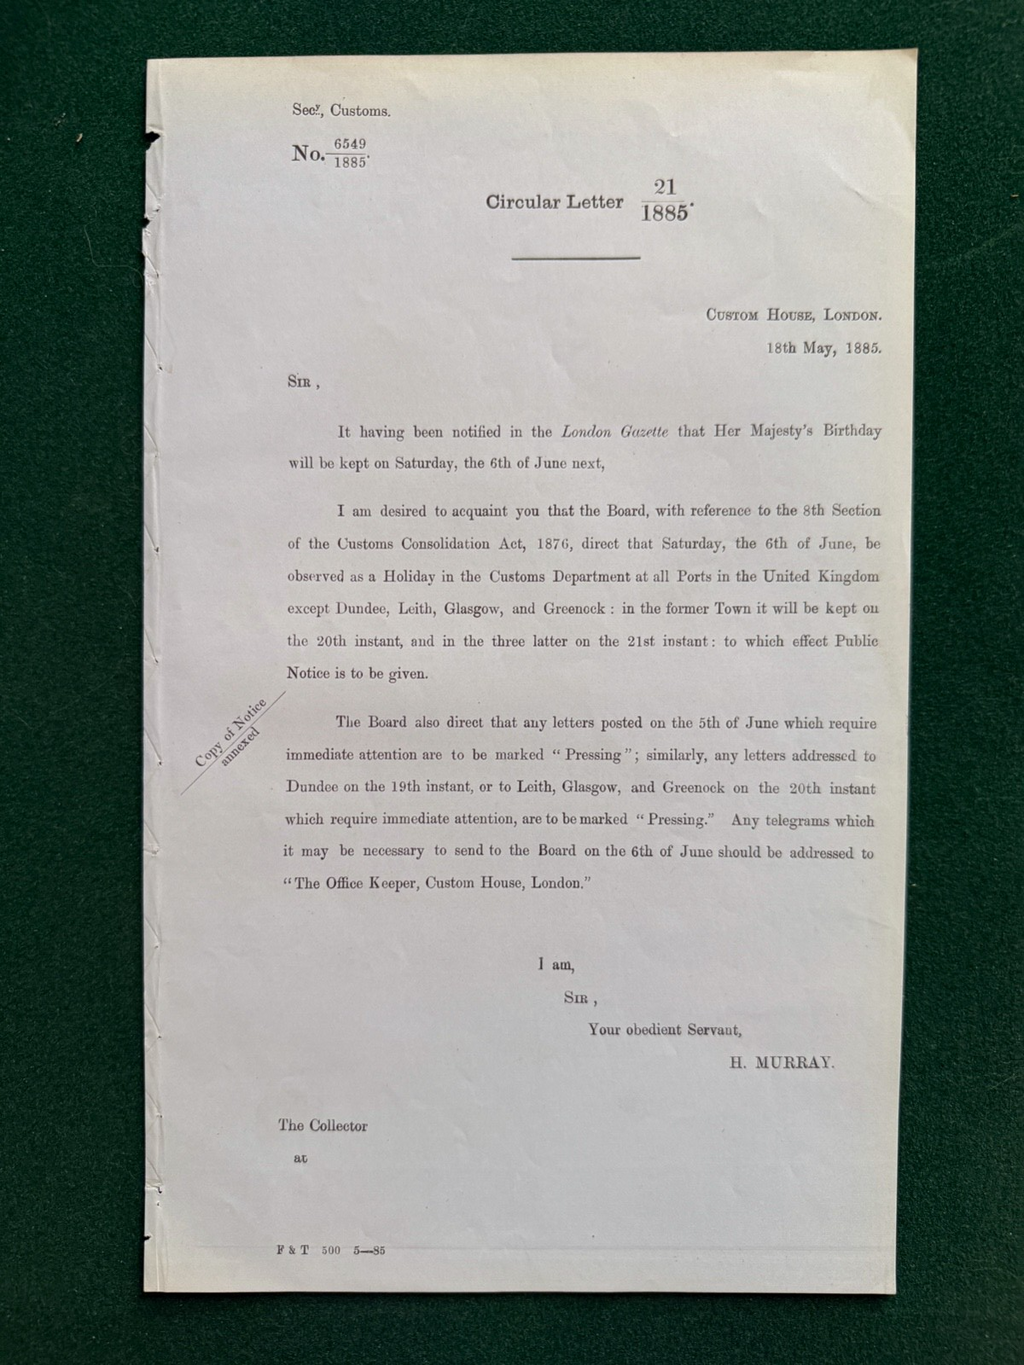 Secʸ, Customs.
No. 6549/1885.
Circular Letter 21/1885.
Custom House, London.
18th May, 1885.
Sir ,
It having been notified in the London Gazette that Her Majesty's Birthday
will be kept on Saturday, the 6th of June next,
I am desired to acquaint you that the Board, with reference to the 8th Section
of the Customs Consolidation Act, 1876, direct that Saturday, the 6th of June, be
observed as a Holiday in the Customs Department at all Ports in the United Kingdom
except Dundee, Leith, Glasgow, and Greenock : in the former Town it will be kept on
the 20th instant, and in the three latter on the 21st instant : to which effect Public
Notice is to be given.
Copy of Notice
annexed
The Board also direct that any letters posted on the 5th of June which require
immediate attention are to be marked “ Pressing ” ; similarly, any letters addressed to
Dundee on the 19th instant, or to Leith, Glasgow, and Greenock on the 20th instant
which require immediate attention, are to be marked “ Pressing.” Any telegrams which
it may be necessary to send to the Board on the 6th of June should be addressed to
“The Office Keeper, Custom House, London.”
I am,
Sir ,
Your obedient Servant,
H. MURRAY.
The Collector
at
F & T 500 5—85